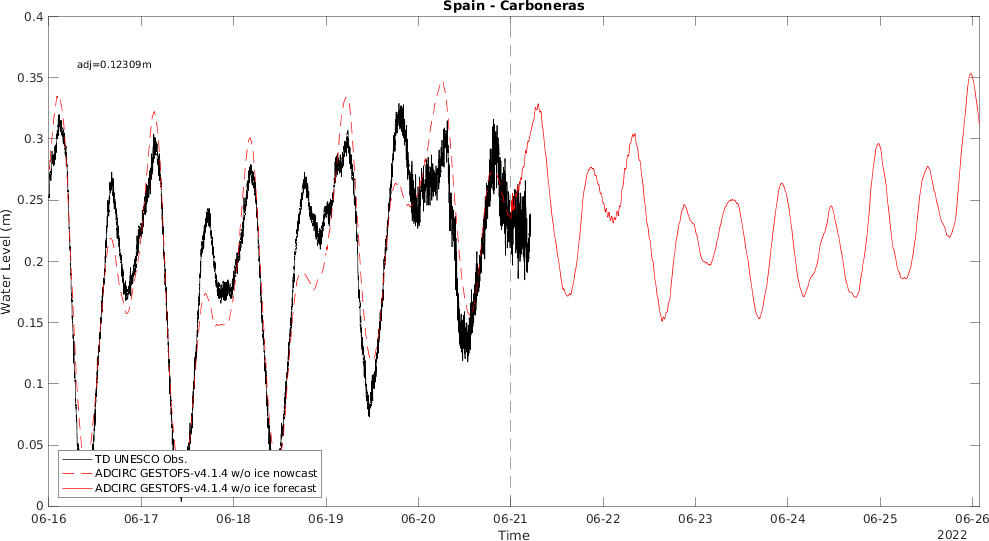 Spain - Carboneras
adj=0.12309m
0.4
0.35
0.3
0.25
0.2
0.15
0.1
0.05
0
Water Level (m)
TD UNESCO Obs.
ADCIRC GESTOFS-v4.1.4 w/o ice nowcast
ADCIRC GESTOFS-v4.1.4 w/o ice forecast
06-16 06-17 06-18 06-19 06-20 06-21 06-22 06-23 06-24 06-25 06-26
Time
2022